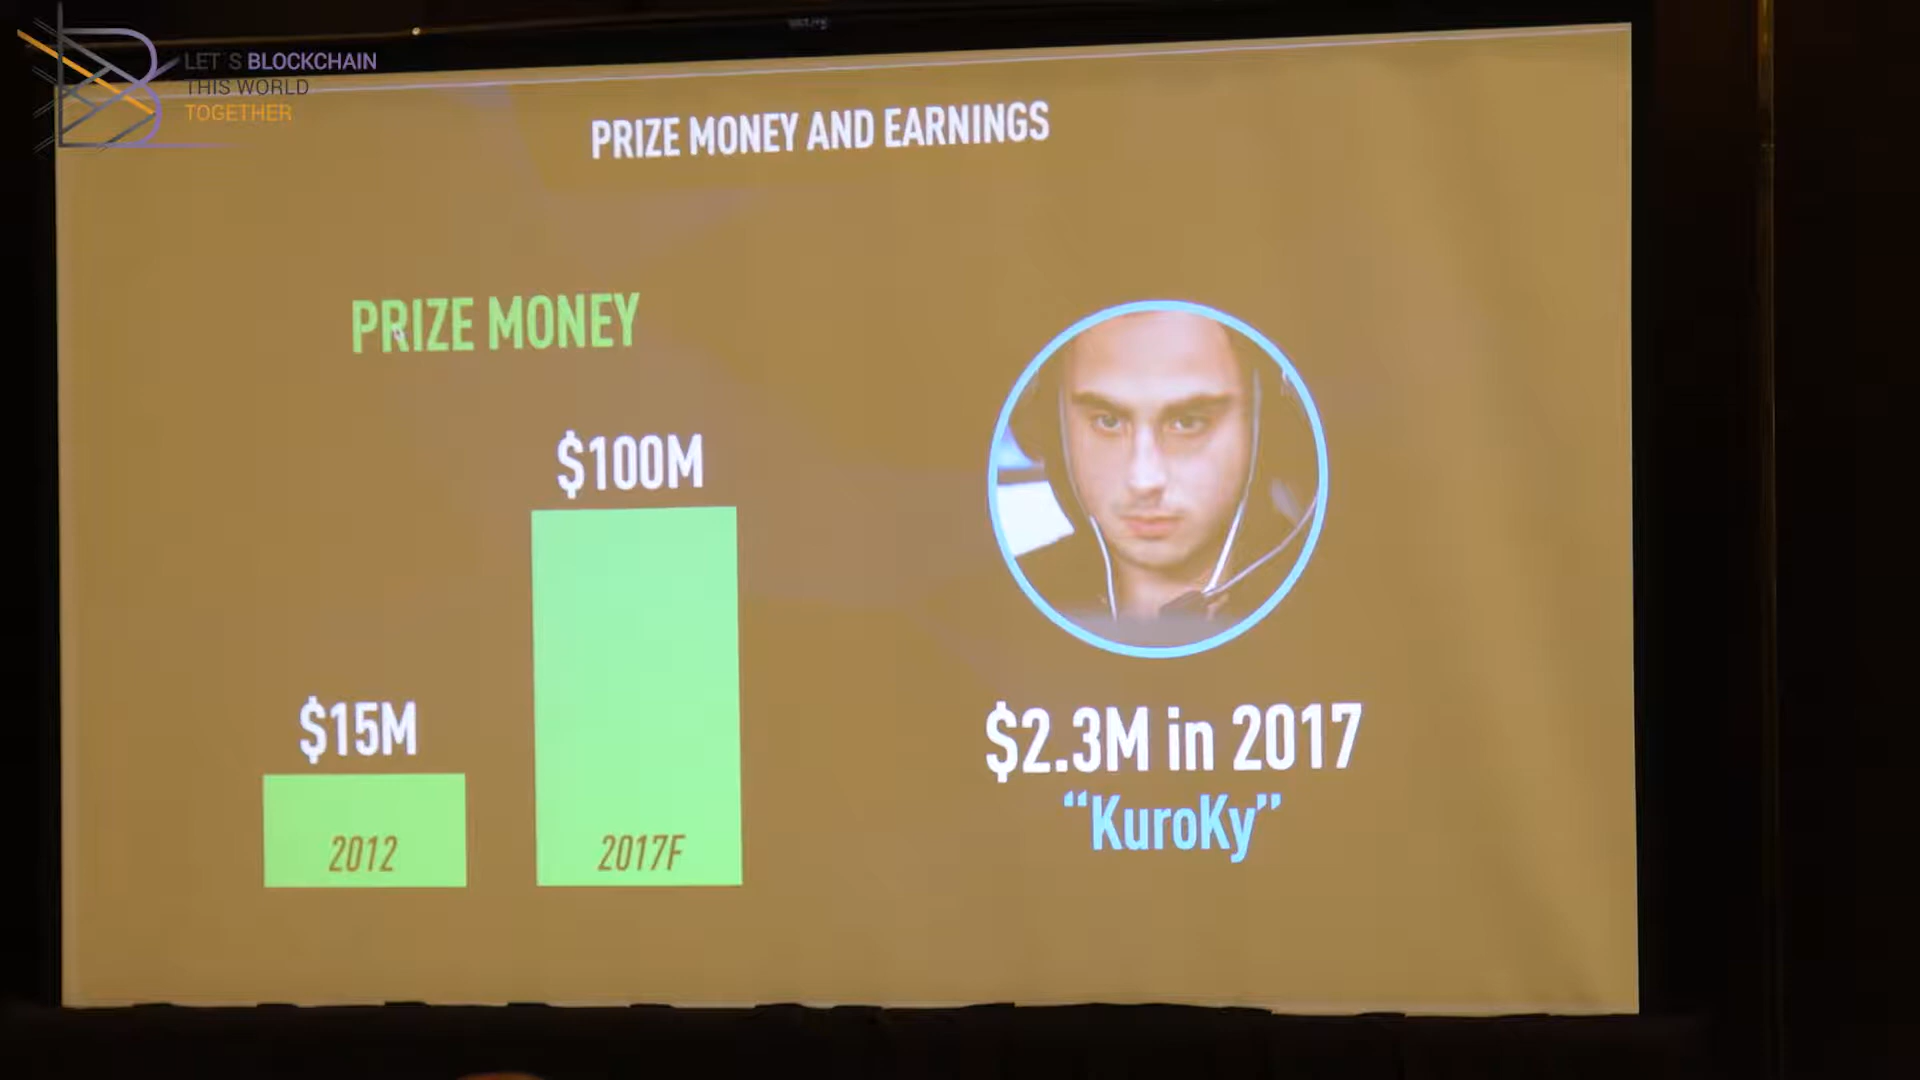 LET´S BLOCKCHAIN
THIS WORLD
TOGETHER
PRIZE MONEY AND EARNINGS
PRIZE MONEY
$100M
$15M
2012
2017F
$2.3M in 2017
“KuroKy”